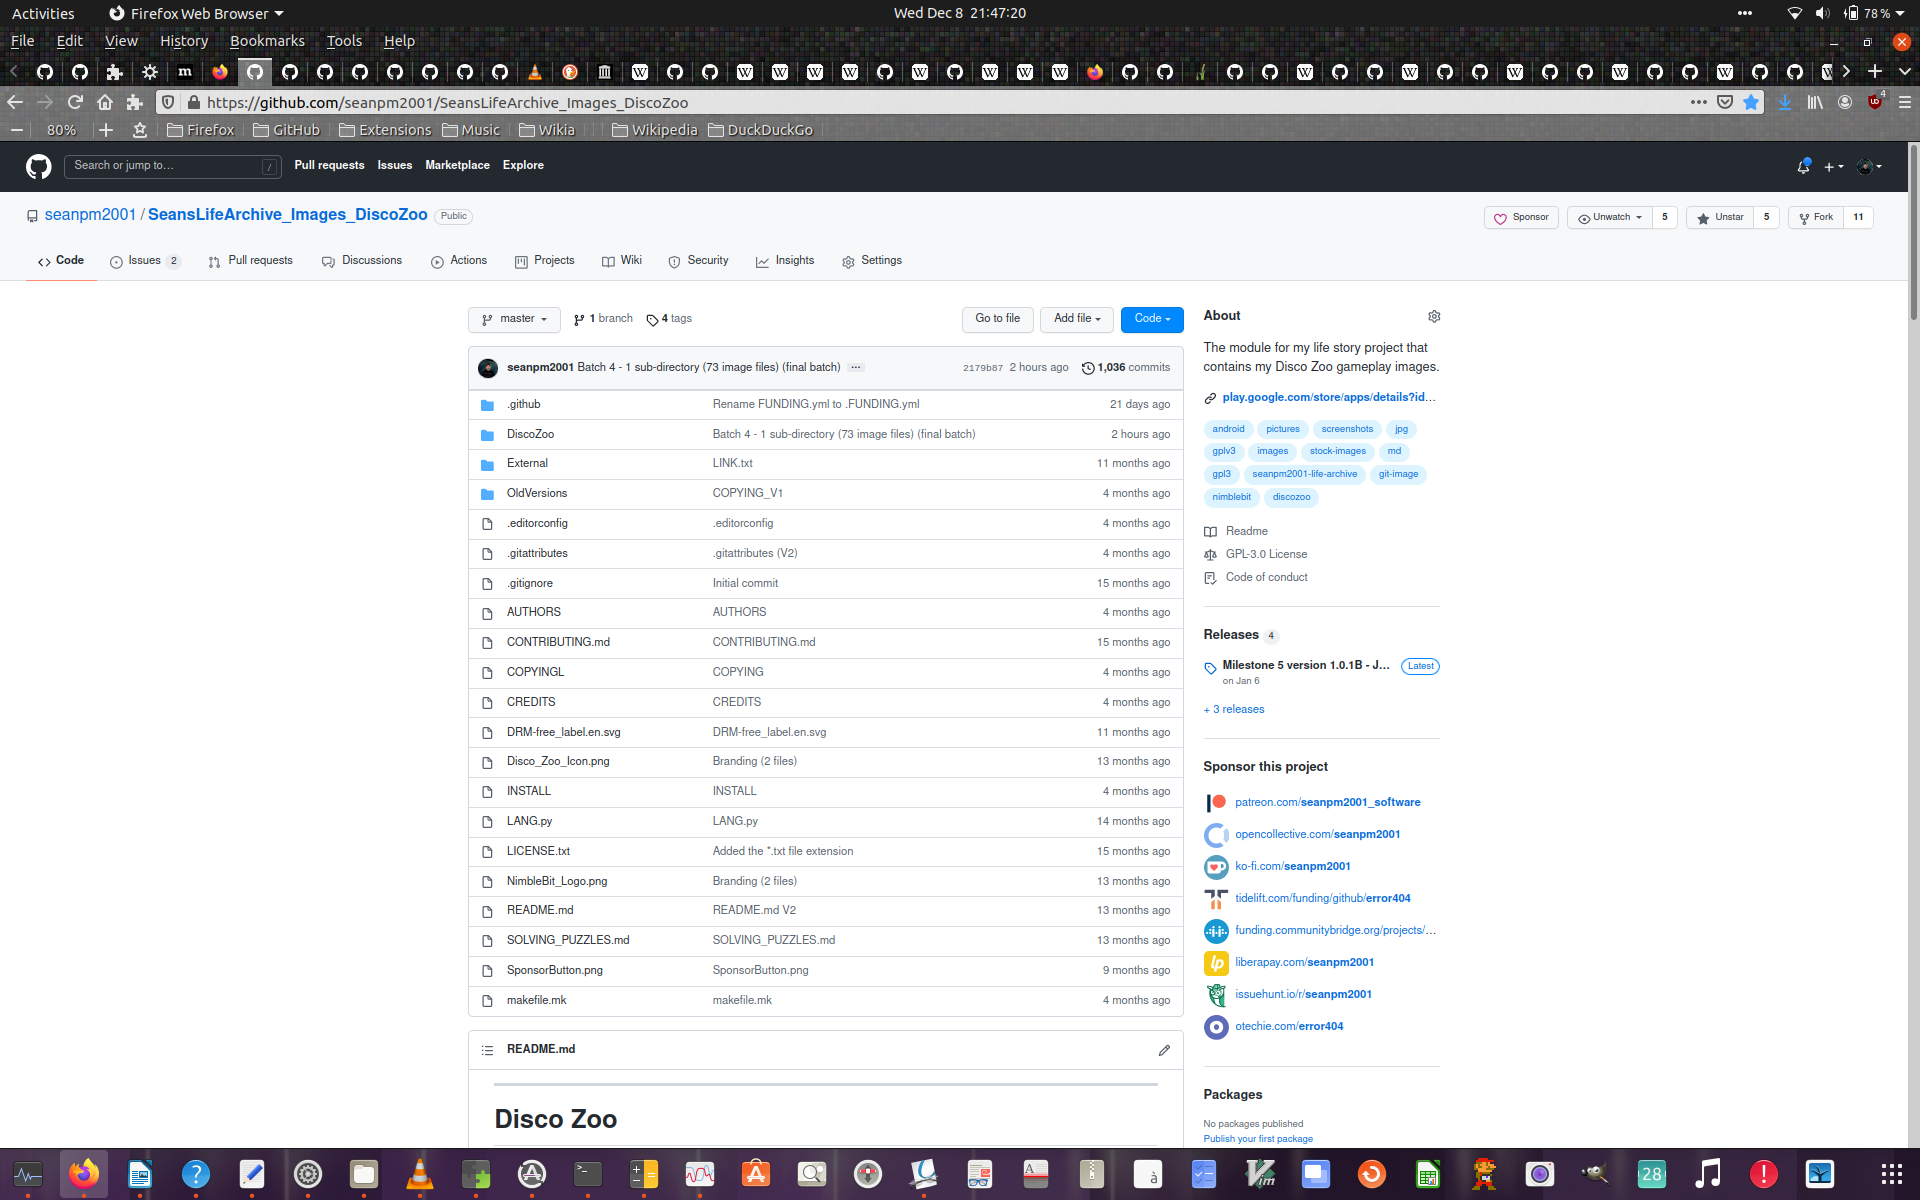 Activities Firefox Web Browser Wed Dec 8 21:47:20 78 %
File Edit View History Bookmarks Tools Help
https://github.com/seanpm2001/SeansLifeArchive_Images_DiscoZoo 4
80% Firefox GitHub Extensions Music Wikia Wikipedia DuckDuckGo
Search or jump to… / Pull requests Issues Marketplace Explore
seanpm2001 / SeansLifeArchive_Images_DiscoZoo Public Sponsor Unwatch 5 Unstar 5 Fork 11
Code Issues 2 Pull requests Discussions Actions Projects Wiki Security Insights Settings
master 1 branch 4 tags Go to file Add file Code
seanpm2001 Batch 4 - 1 sub-directory (73 image files) (final batch) 2179b87 2 hours ago 1,036 commits
.github Rename FUNDING.yml to .FUNDING.yml 21 days ago
DiscoZoo Batch 4 - 1 sub-directory (73 image files) (final batch) 2 hours ago
External LINK.txt 11 months ago
OldVersions COPYING_V1 4 months ago
.editorconfig .editorconfig 4 months ago
.gitattributes .gitattributes (V2) 4 months ago
.gitignore Initial commit 15 months ago
AUTHORS AUTHORS 4 months ago
CONTRIBUTING.md CONTRIBUTING.md 15 months ago
COPYINGL COPYING 4 months ago
CREDITS CREDITS 4 months ago
DRM-free_label.en.svg DRM-free_label.en.svg 11 months ago
Disco_Zoo_Icon.png Branding (2 files) 13 months ago
INSTALL INSTALL 4 months ago
LANG.py LANG.py 14 months ago
LICENSE.txt Added the *.txt file extension 15 months ago
NimbleBit_Logo.png Branding (2 files) 13 months ago
README.md README.md V2 13 months ago
SOLVING_PUZZLES.md SOLVING_PUZZLES.md 13 months ago
SponsorButton.png SponsorButton.png 9 months ago
makefile.mk makefile.mk 4 months ago
README.md
Disco Zoo
About
The module for my life story project that
contains my Disco Zoo gameplay images.
play.google.com/store/apps/details?id…
android pictures screenshots jpg
gplv3 images stock-images md
gpl3 seanpm2001-life-archive git-image
nimblebit discozoo
Readme
GPL-3.0 License
Code of conduct
Releases 4
Milestone 5 version 1.0.1B - J… Latest
on Jan 6
+ 3 releases
Sponsor this project
patreon.com/seanpm2001_software
opencollective.com/seanpm2001
ko-fi.com/seanpm2001
tidelift.com/funding/github/error404
funding.communitybridge.org/projects/…
liberapay.com/seanpm2001
issuehunt.io/r/seanpm2001
otechie.com/error404
Packages
No packages published
Publish your first package
28